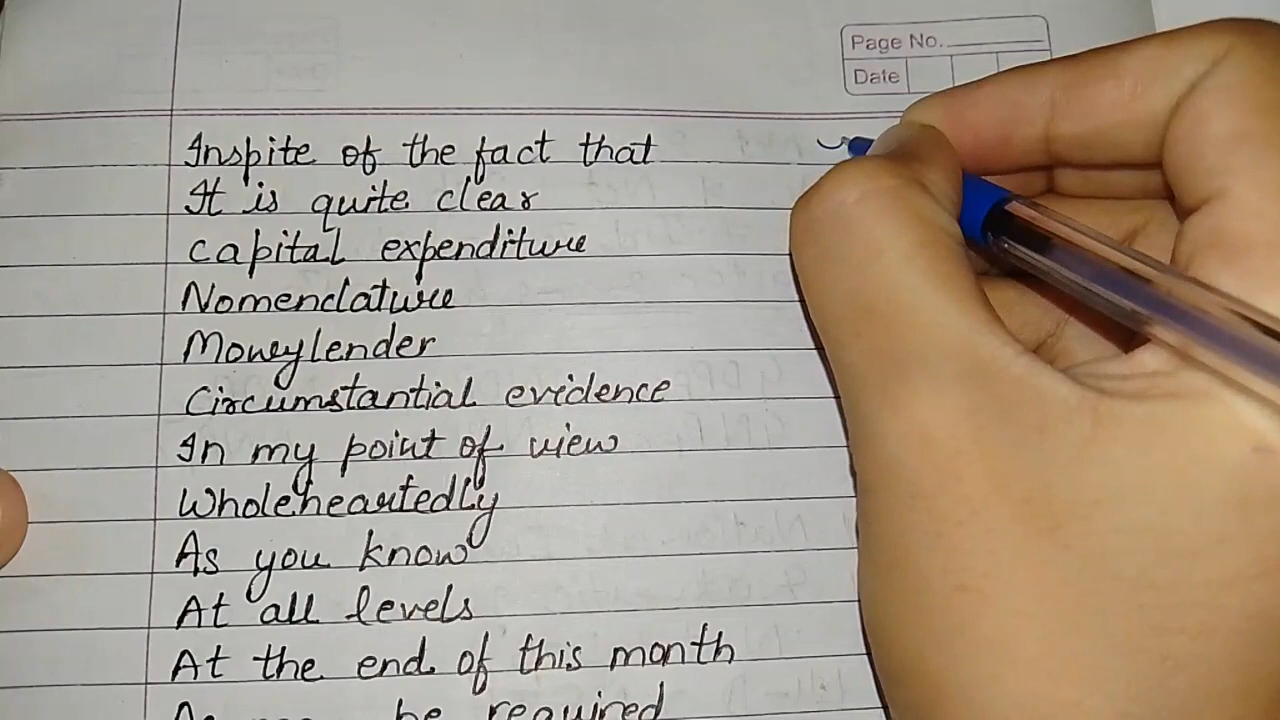 Page No.
Date
Inspite of the fact that
It is quite clear
Capital expenditure
Nomenclature
Moneylender
Circumstantial evidence
In my point of view
Wholeheartedly
As you know
At all levels
At the end of this month
be required